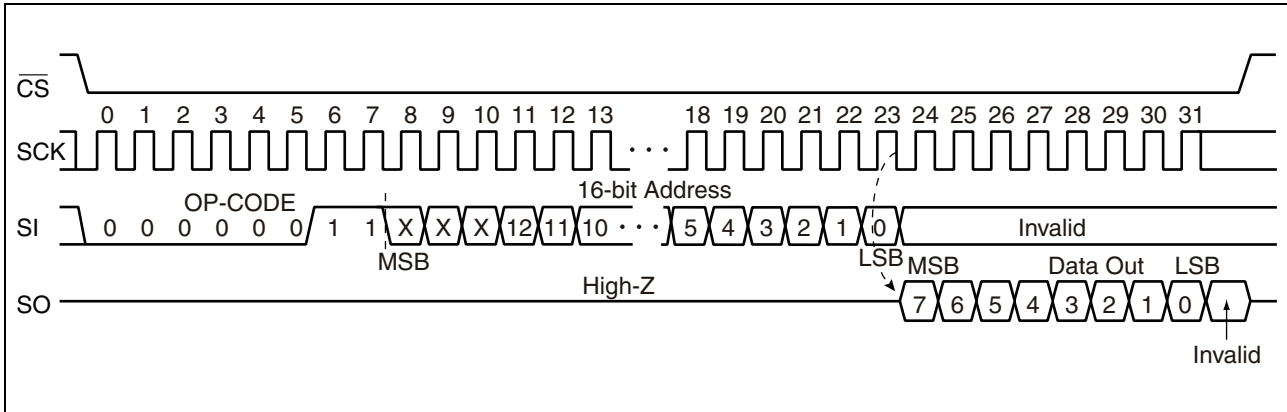 CS
0 1 2 3 4 5 6 7 8 9 10 11 12 13 18 19 20 21 22 23 24 25 26 27 28 29 30 31
SCK · · ·
OP-CODE 16-bit Address
SI 0 0 0 0 0 0 1 1 X X X 12 11 10 · · · 5 4 3 2 1 0 Invalid
MSB LSB MSB Data Out LSB
High-Z
SO 7 6 5 4 3 2 1 0
Invalid